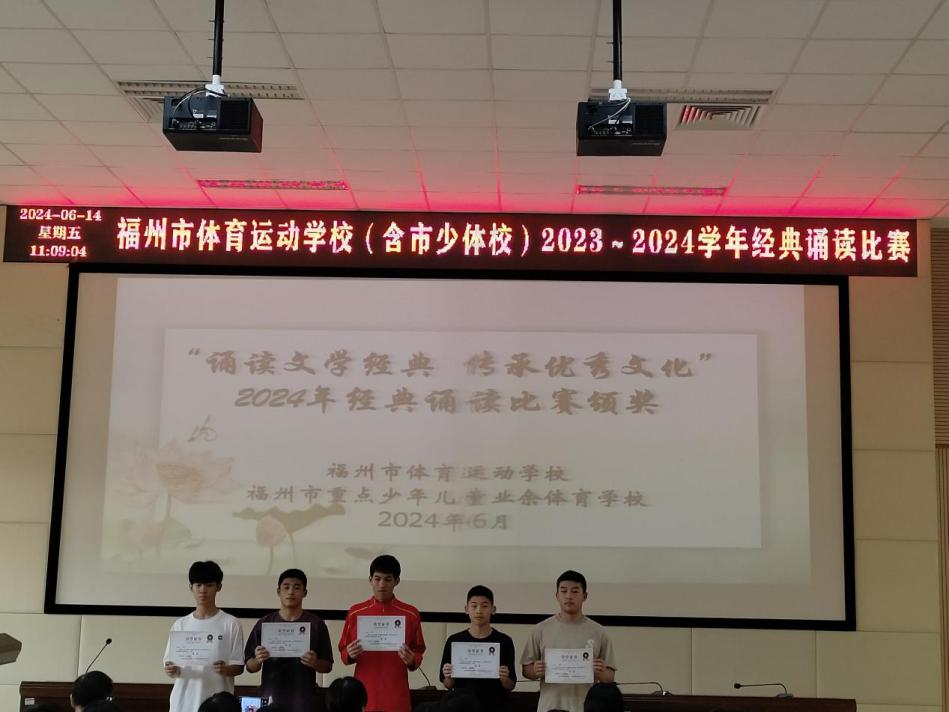 2024-06-14
星期五
11:09:04
福州市体育运动学校（含市少体校）2023～2024学年经典诵读比赛
“诵读文学经典 传承优秀文化”
2024年经典诵读比赛颁奖
福州市体育运动学校
福州市重点少年儿童业余体育学校
2024年6月